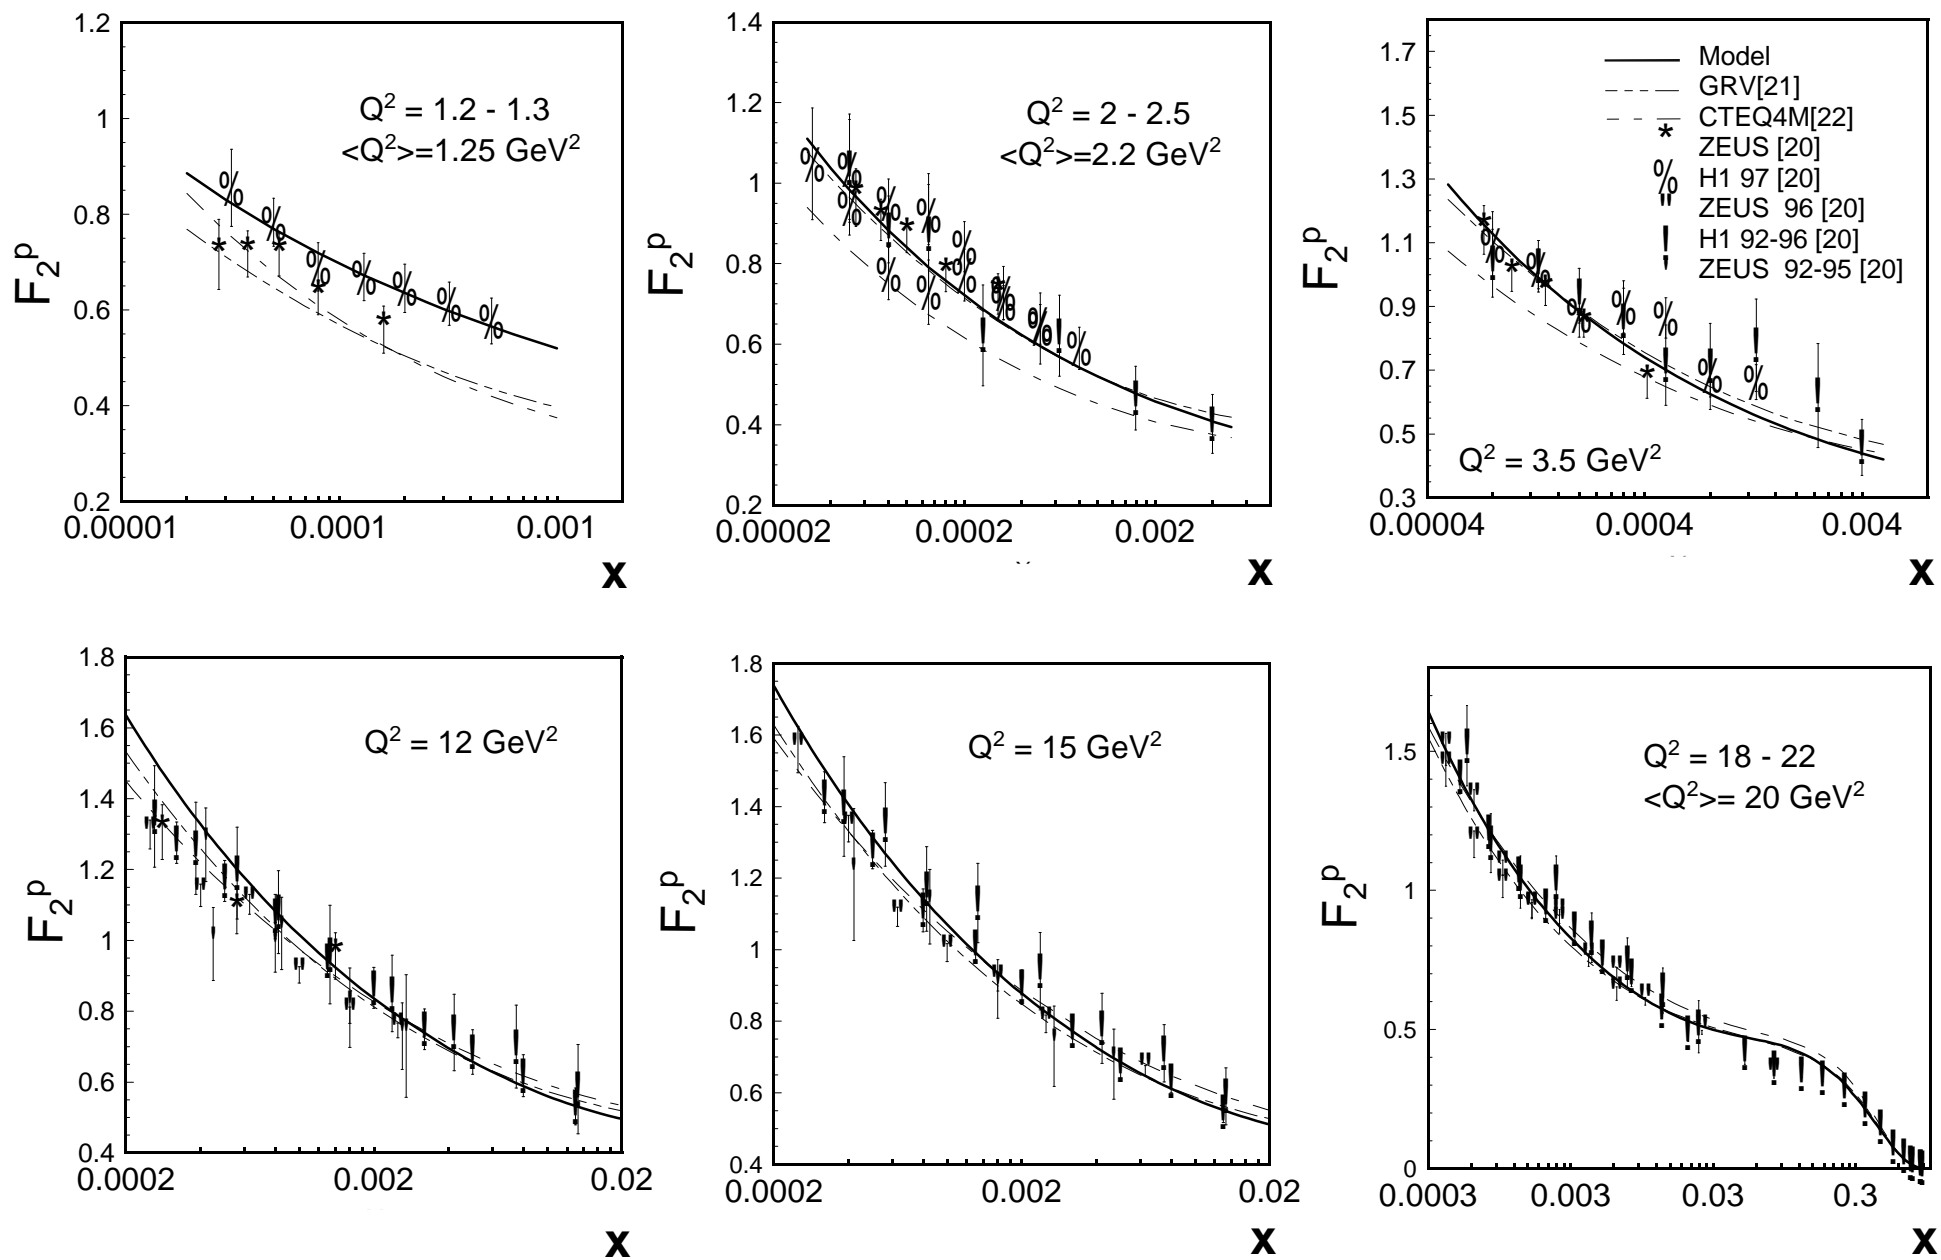 1.2
1
0.8
0.6
0.4
0.2
F₂ᵖ
Q² = 1.2 - 1.3
<Q²>=1.25 GeV²
0.00001 0.0001 0.001
x
1.4
1.2
1
0.8
0.6
0.4
0.2
F₂ᵖ
Q² = 2 - 2.5
<Q²>=2.2 GeV²
0.00002 0.0002 0.002
x
1.7
1.5
1.3
1.1
0.9
0.7
0.5
0.3
F₂ᵖ
Model
GRV[21]
CTEQ4M[22]
* ZEUS [20]
% H1 97 [20]
" ZEUS 96 [20]
! H1 92-96 [20]
ZEUS 92-95 [20]
Q² = 3.5 GeV²
0.00004 0.0004 0.004
x
1.8
1.6
1.4
1.2
1
0.8
0.6
0.4
F₂ᵖ
Q² = 12 GeV²
0.0002 0.002 0.02
x
1.8
1.6
1.4
1.2
1
0.8
0.6
0.4
F₂ᵖ
Q² = 15 GeV²
0.0002 0.002 0.02
x
1.5
1
0.5
0
F₂ᵖ
Q² = 18 - 22
<Q²>= 20 GeV²
0.0003 0.003 0.03 0.3
x